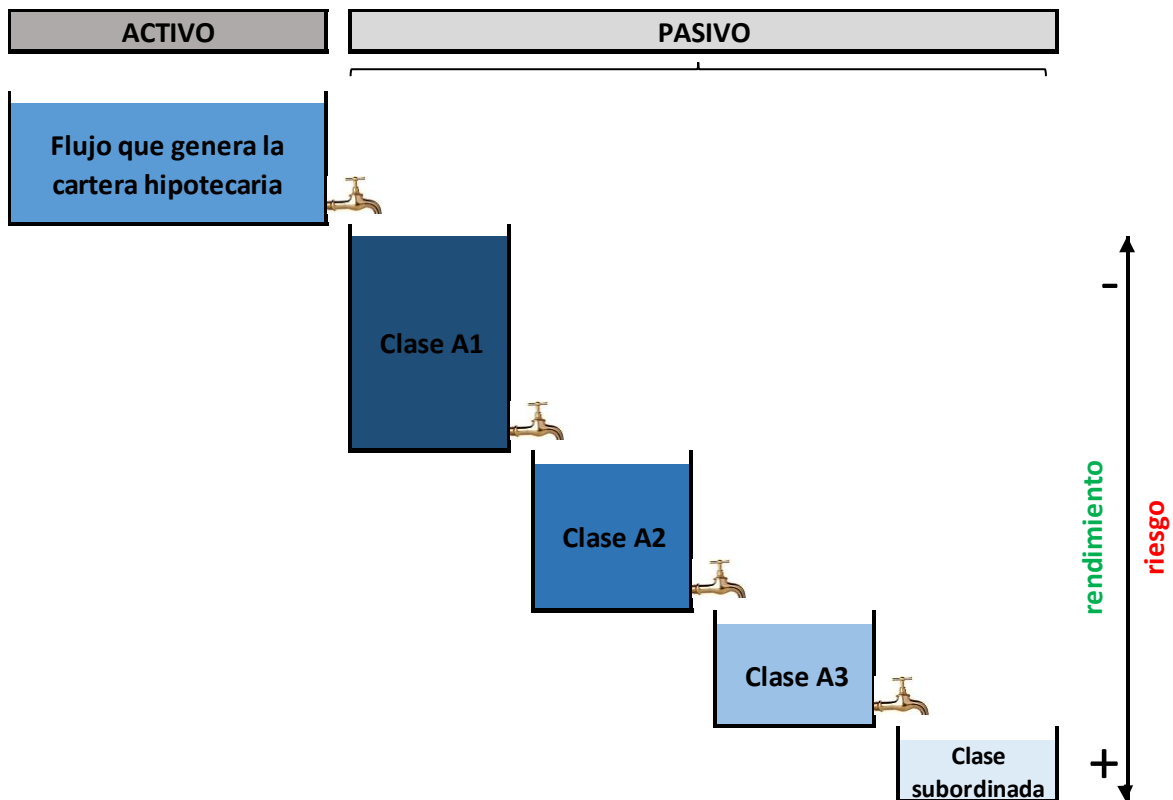 ACTIVO
PASIVO
Flujo que genera la
cartera hipotecaria
-
Clase A1
Clase A2
rendimiento
riesgo
Clase A3
Clase
subordinada
+